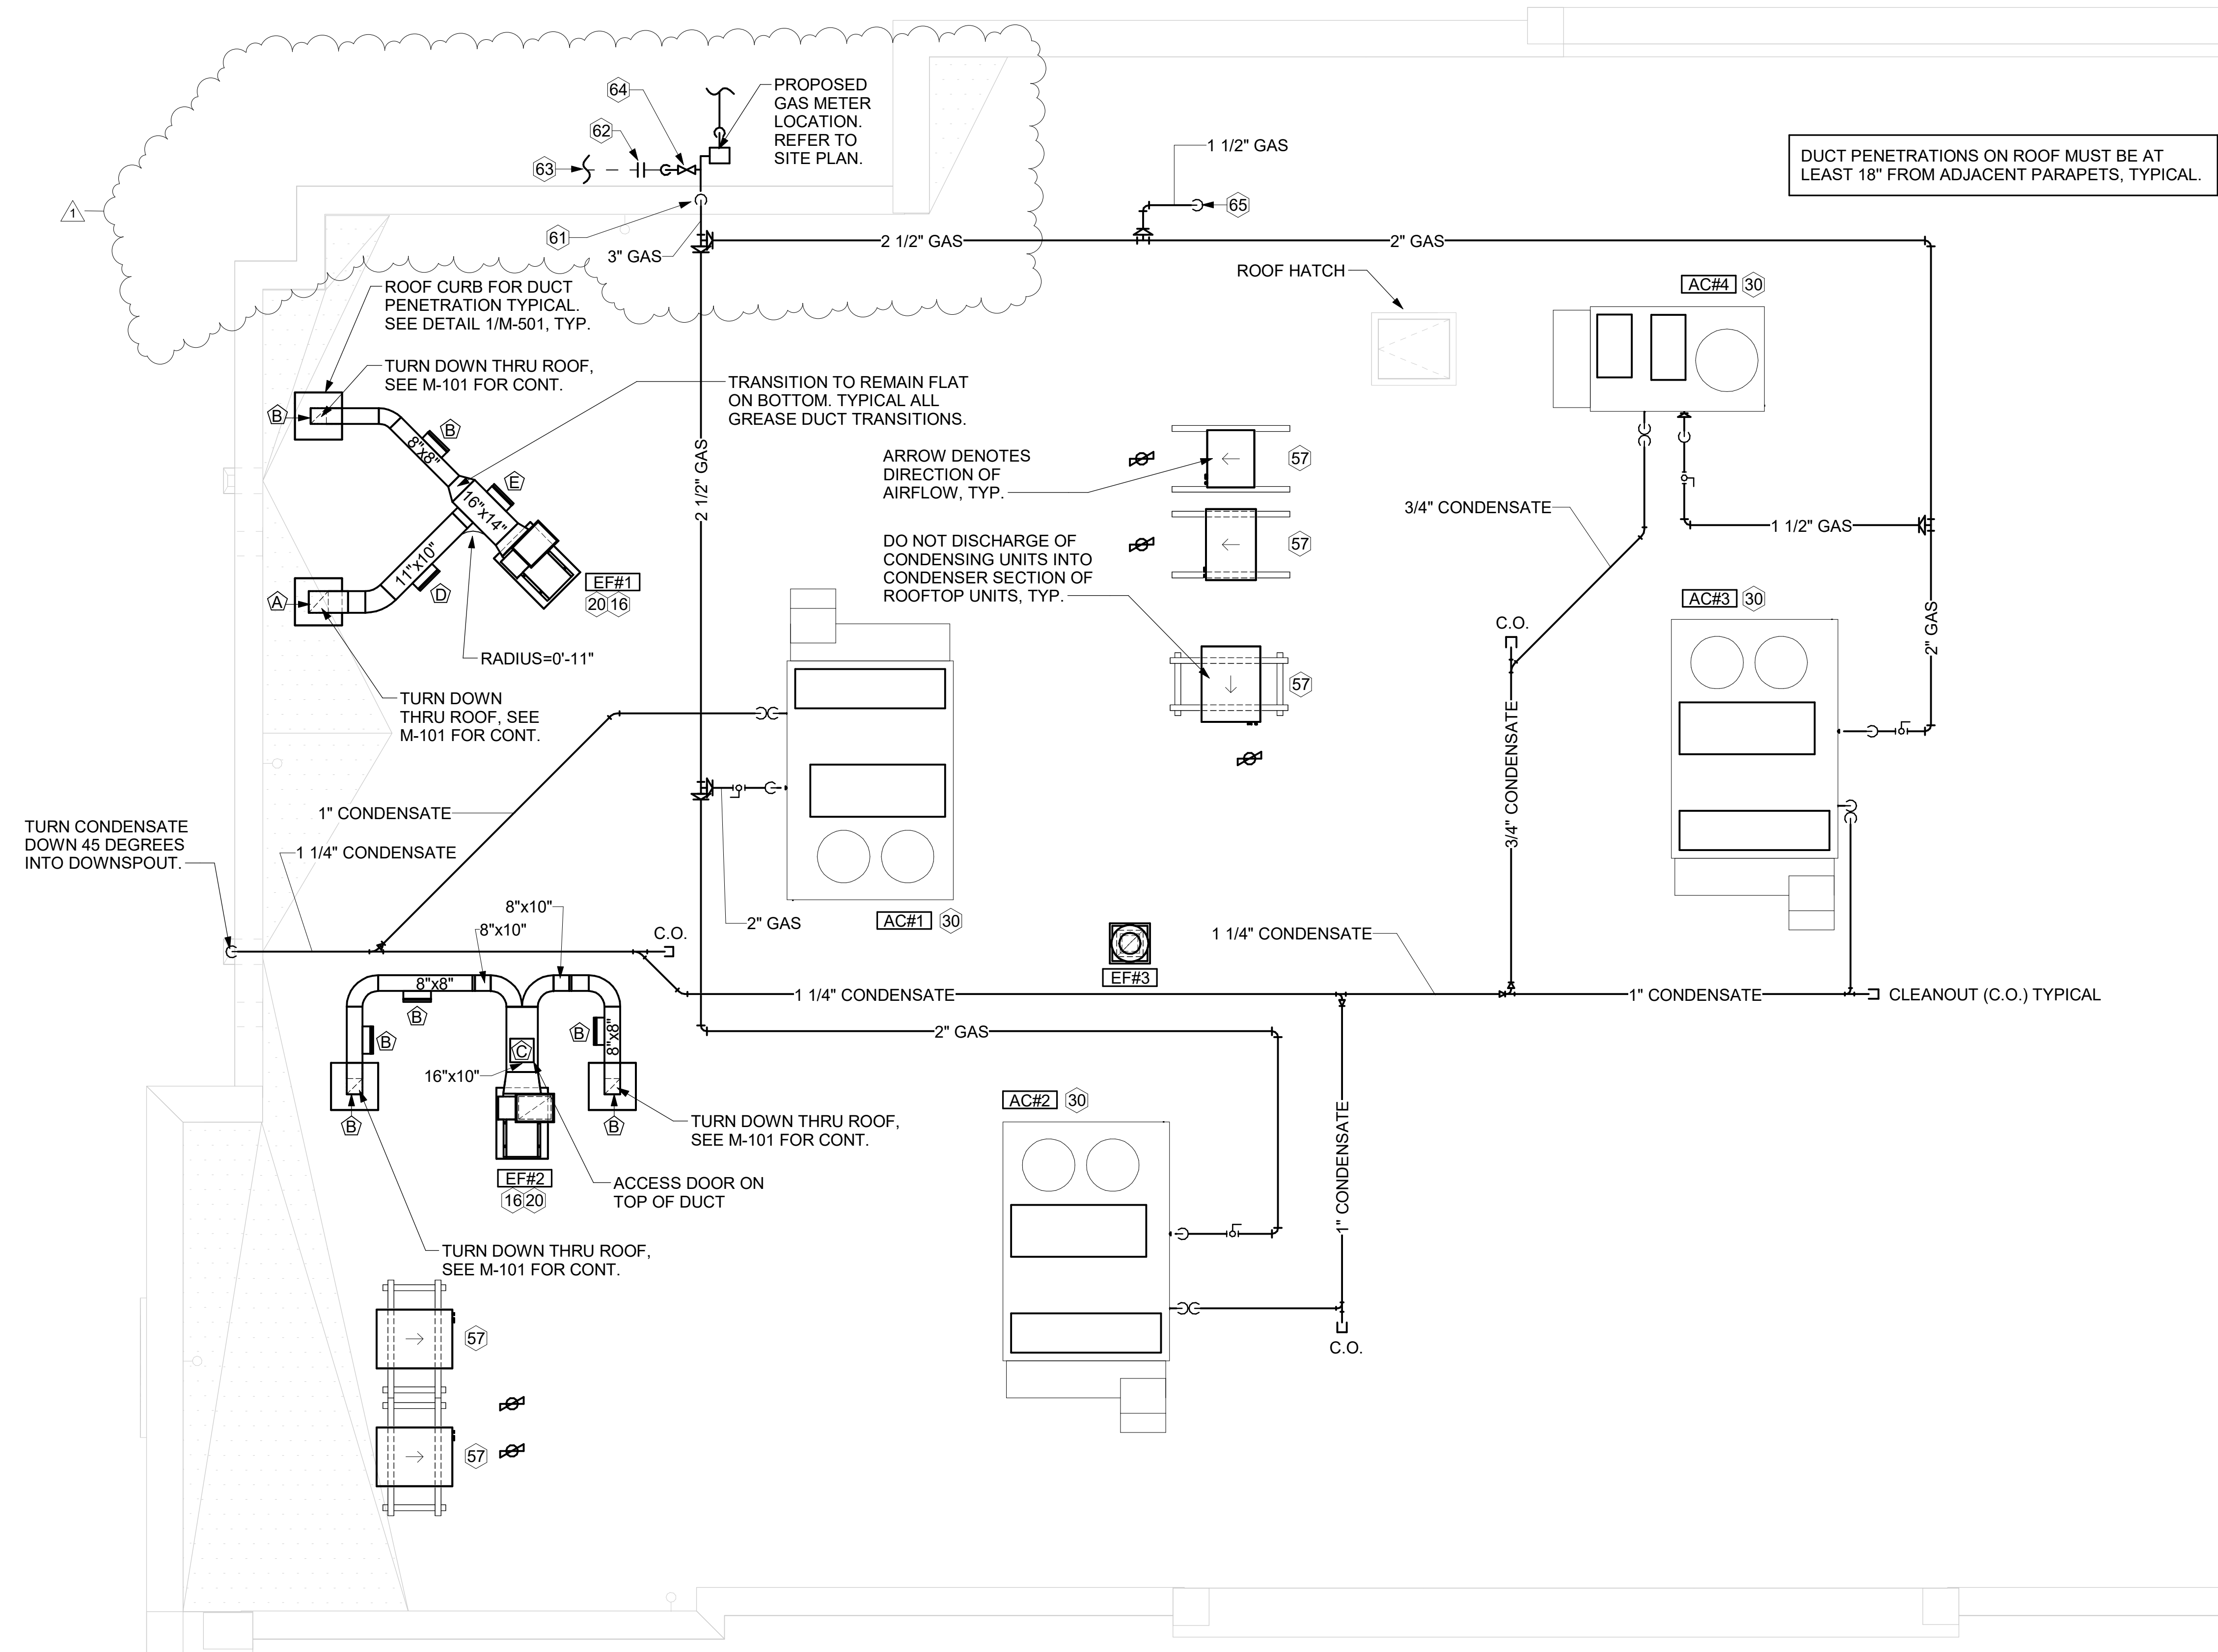 64
PROPOSED
GAS METER
LOCATION.
REFER TO
SITE PLAN.
62
63
1 1/2" GAS
DUCT PENETRATIONS ON ROOF MUST BE AT
LEAST 18" FROM ADJACENT PARAPETS, TYPICAL.
1
65
61
3" GAS
2 1/2" GAS
2" GAS
ROOF HATCH
AC#4
30
ROOF CURB FOR DUCT
PENETRATION TYPICAL.
SEE DETAIL 1/M-501, TYP.
TURN DOWN THRU ROOF,
SEE M-101 FOR CONT.
TRANSITION TO REMAIN FLAT
ON BOTTOM. TYPICAL ALL
GREASE DUCT TRANSITIONS.
B
B
8"x8"
E
16"x14"
2 1/2" GAS
ARROW DENOTES
DIRECTION OF
AIRFLOW, TYP.
57
3/4" CONDENSATE
1 1/2" GAS
DO NOT DISCHARGE OF
CONDENSING UNITS INTO
CONDENSER SECTION OF
ROOFTOP UNITS, TYP.
57
11"x10"
D
A
EF#1
20
16
AC#3
30
2" GAS
C.O.
RADIUS=0'-11"
57
TURN DOWN
THRU ROOF, SEE
M-101 FOR CONT.
3/4" CONDENSATE
1" CONDENSATE
TURN CONDENSATE
DOWN 45 DEGREES
INTO DOWNSPOUT.
1 1/4" CONDENSATE
8"x10"
8"x10"
C.O.
2" GAS
AC#1
30
EF#3
1 1/4" CONDENSATE
8"x8"
B
1 1/4" CONDENSATE
1" CONDENSATE
CLEANOUT (C.O.) TYPICAL
B
B
8"x8"
C
2" GAS
16"x10"
AC#2
30
B
B
TURN DOWN THRU ROOF,
SEE M-101 FOR CONT.
1" CONDENSATE
EF#2
16
20
ACCESS DOOR ON
TOP OF DUCT
TURN DOWN THRU ROOF,
SEE M-101 FOR CONT.
57
C.O.
57